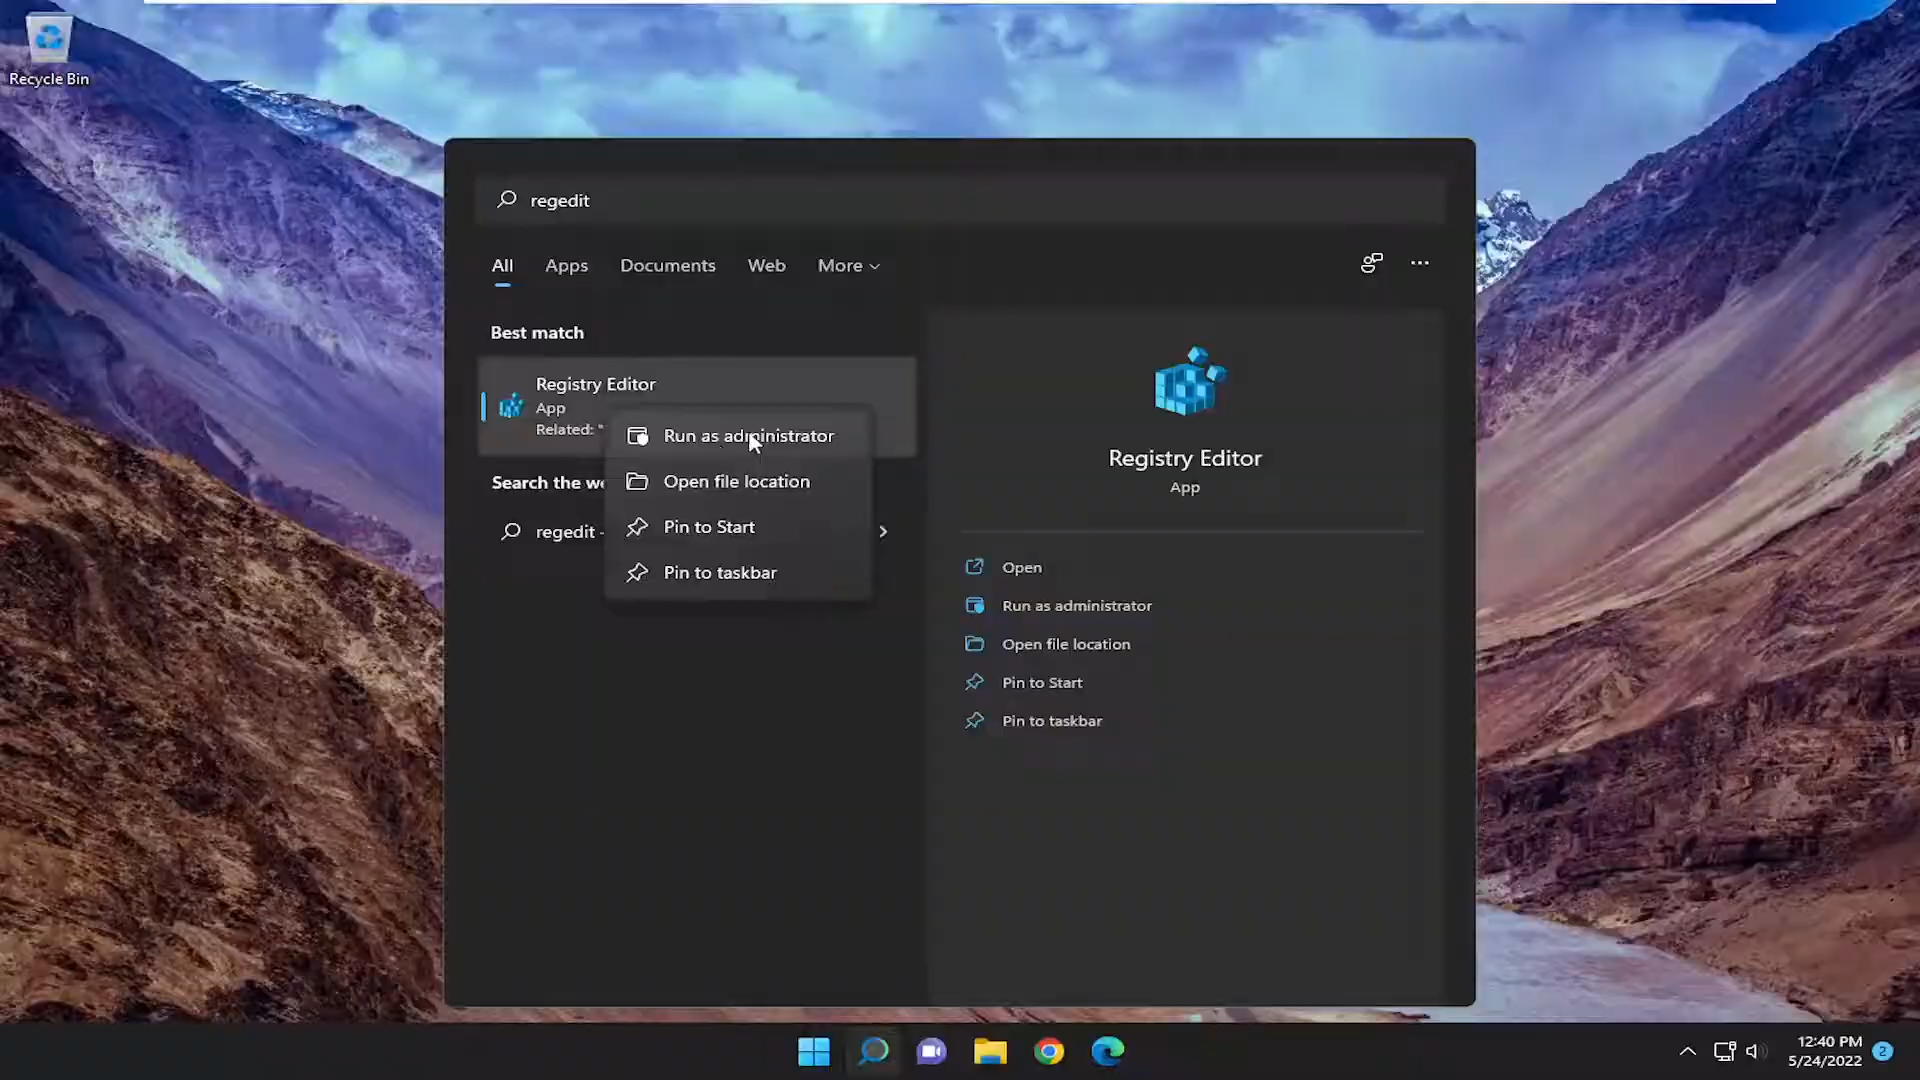 Recycle Bin
regedit
All Apps Documents Web More
Best match
Registry Editor
App
Related: "
Run as administrator
Open file location
Pin to Start
Pin to taskbar
Search the we
regedit -
Registry Editor
App
Open
Run as administrator
Open file location
Pin to Start
Pin to taskbar
12:40 PM
5/24/2022
2